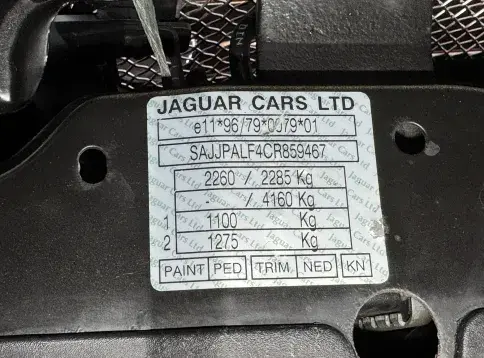 JAGUAR CARS LTD
e11*96/79*0079*01
SAJJPALF4CR859467
2260 / 2285 Kg
- / 4160 Kg
1 1100 Kg
2 1275 Kg
PAINT PED TRIM NED KN